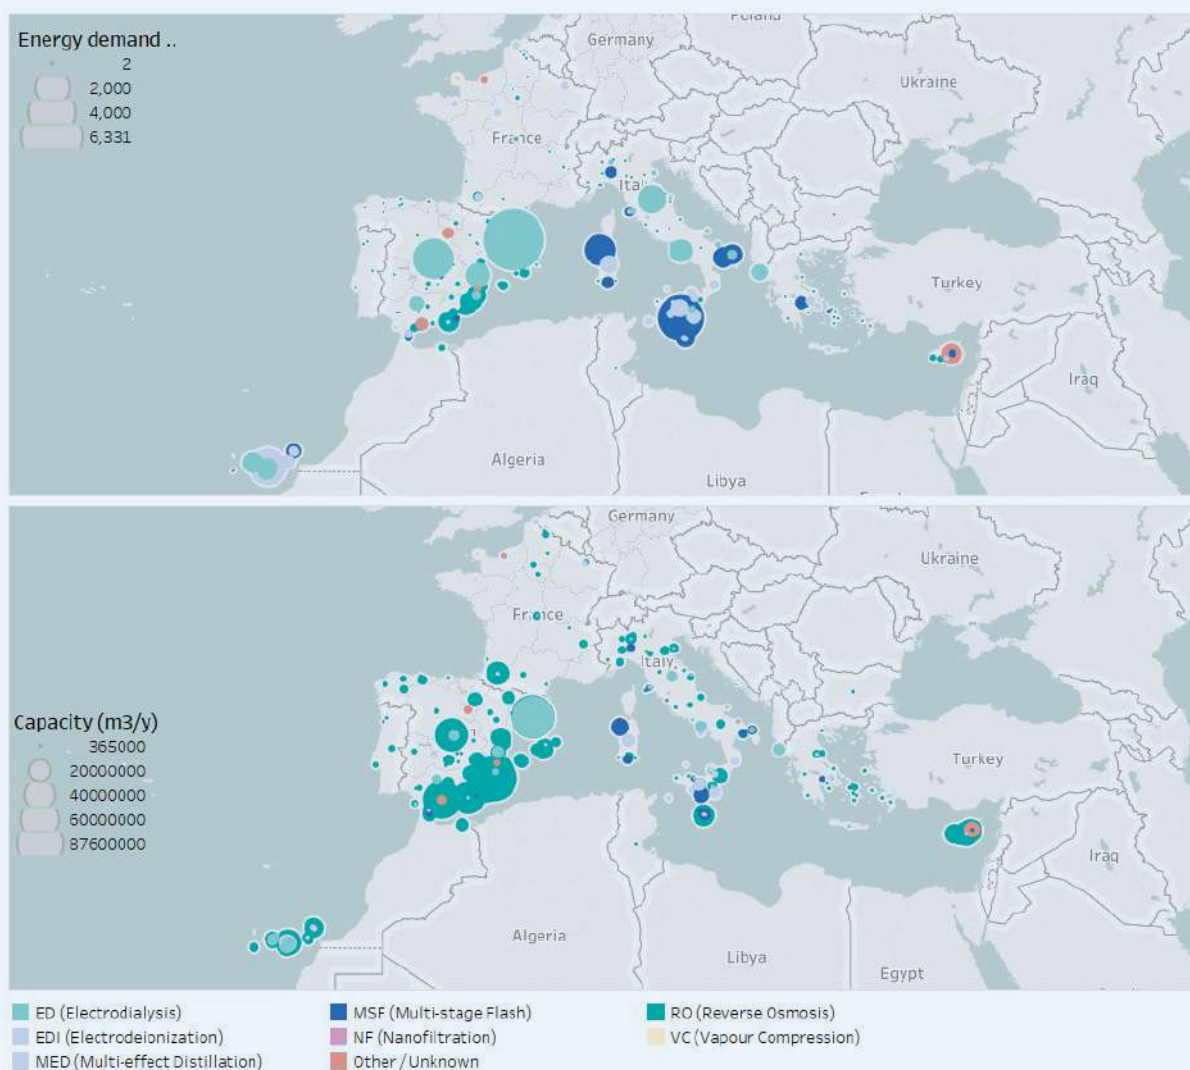 Poland
Energy demand ..
2
2,000
4,000
6,331
Germany
Ukraine
France
Ital
Turkey
Iraq
Algeria
Libya
Germany
Ukraine
France
Italy
Capacity (m3/y)
365000
20000000
40000000
60000000
87600000
Turkey
Iraq
Algeria
Libya
Egypt
ED (Electrodialysis)
MSF (Multi-stage Flash)
RO (Reverse Osmosis)
EDI (Electrodeionization)
NF (Nanofiltration)
VC (Vapour Compression)
MED (Multi-effect Distillation)
Other / Unknown